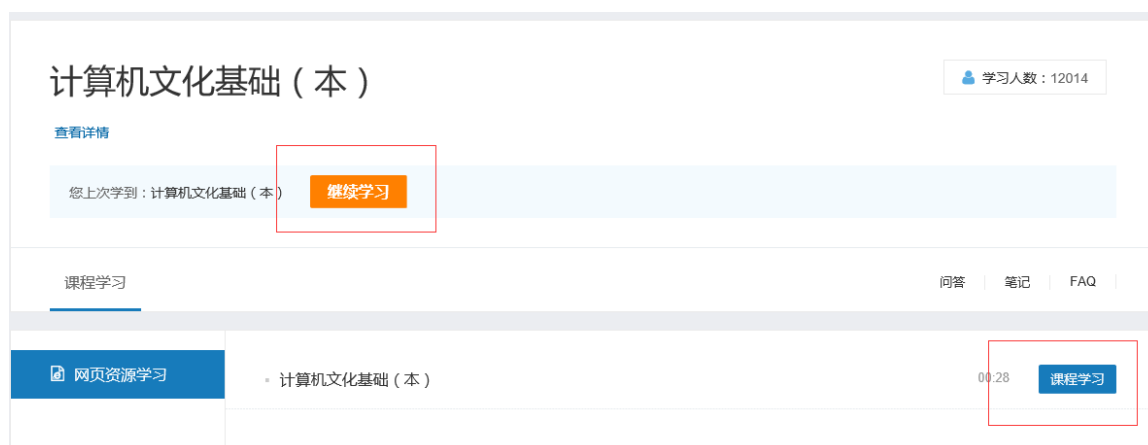 计算机文化基础（本）
学习人数：12014
查看详情
您上次学到：计算机文化基础（本） 继续学习
课程学习 问答 笔记 FAQ
网页资源学习 计算机文化基础（本） 00:28 课程学习